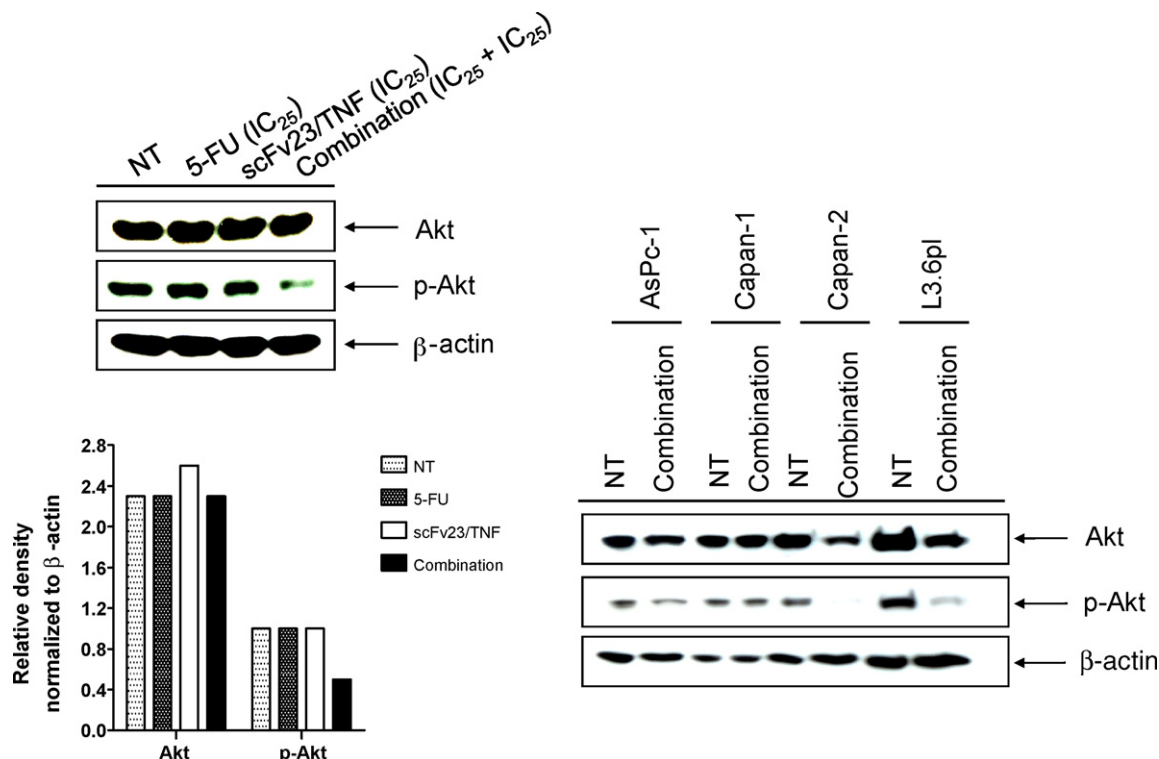 NT
5-FU (IC25)
scFv23/TNF (IC25)
Combination (IC25 + IC25)
Akt
p-Akt
β-actin
2.8
2.4
2.0
1.6
1.2
0.8
0.4
0.0
Relative density
normalized to β -actin
Akt
p-Akt
NT
5-FU
scFv23/TNF
Combination
AsPc-1
Capan-1
Capan-2
L3.6pl
NT
Combination
NT
Combination
NT
Combination
NT
Combination
Akt
p-Akt
β-actin